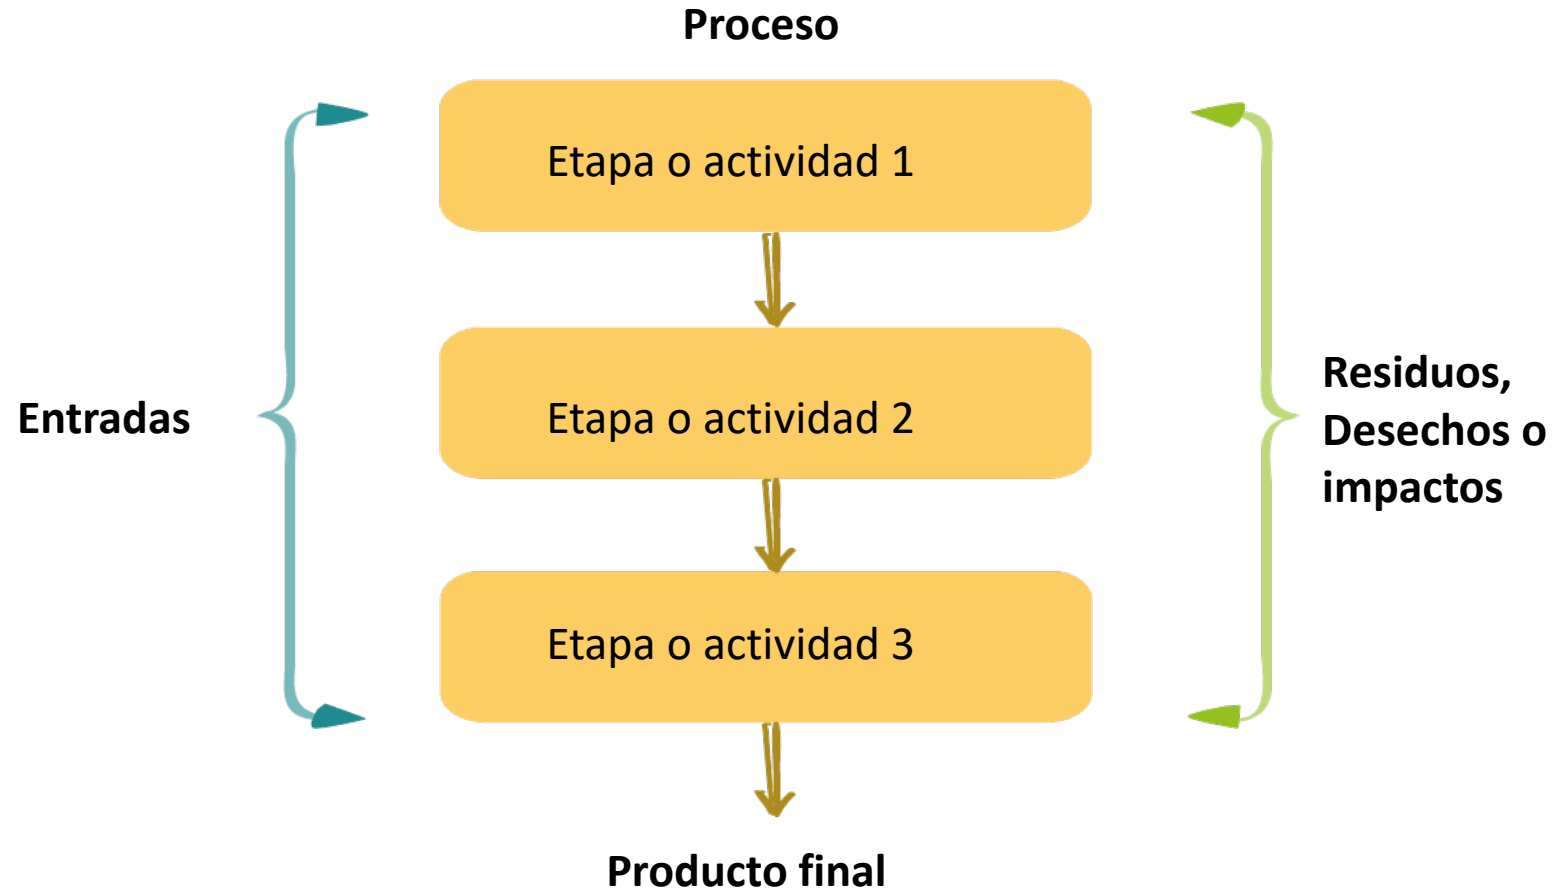 Proceso
Etapa o actividad 1
Entradas
Etapa o actividad 2
Residuos,
Desechos o
impactos
Etapa o actividad 3
Producto final